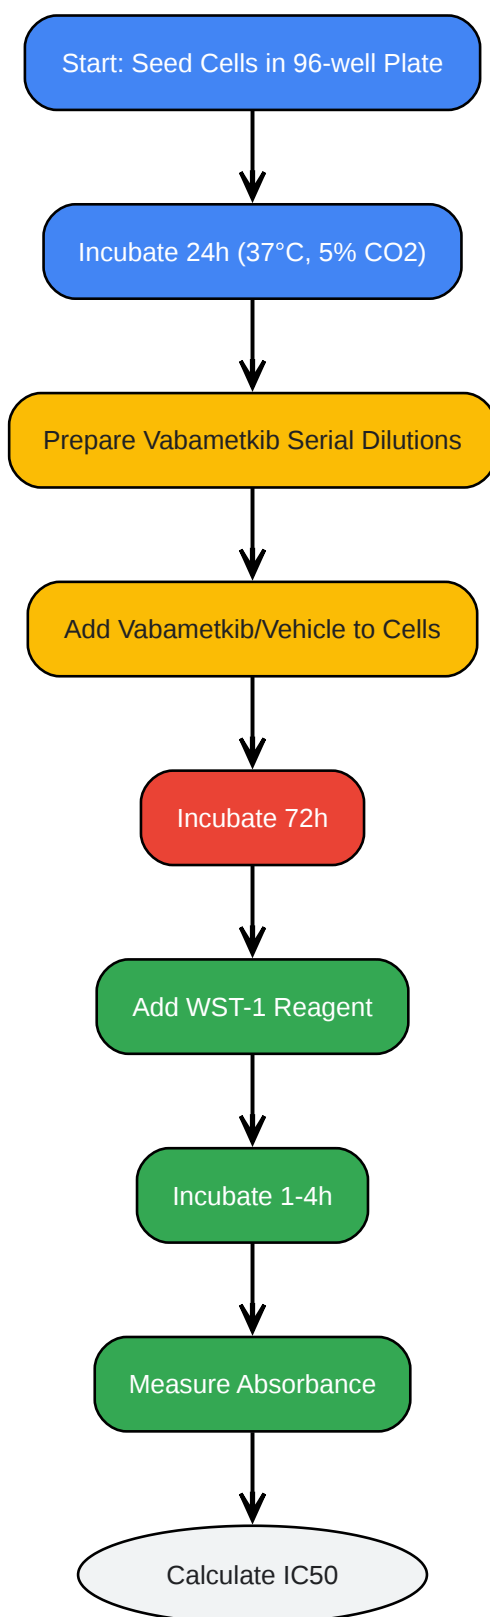 Start: Seed Cells in 96-well Plate
Incubate 24h (37°C, 5% CO2)
Prepare Vabametkib Serial Dilutions
Add Vabametkib/Vehicle to Cells
Incubate 72h
Add WST-1 Reagent
Incubate 1-4h
Measure Absorbance
Calculate IC50